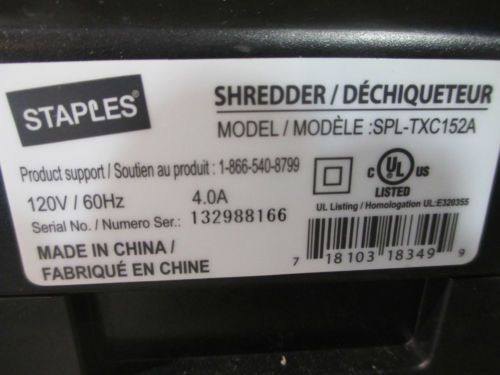 STAPLES
SHREDDER / DÉCHIQUETEUR
MODEL / MODÈLE :SPL-TXC152A
Product support / Soutien au produit : 1-866-540-8799
120V / 60Hz 4.0A
Serial No. / Numero Ser.: 132988166
MADE IN CHINA /
FABRIQUÉ EN CHINE
C UL US
LISTED
UL Listing / Homologation UL:E320355
7 18103 18349 9